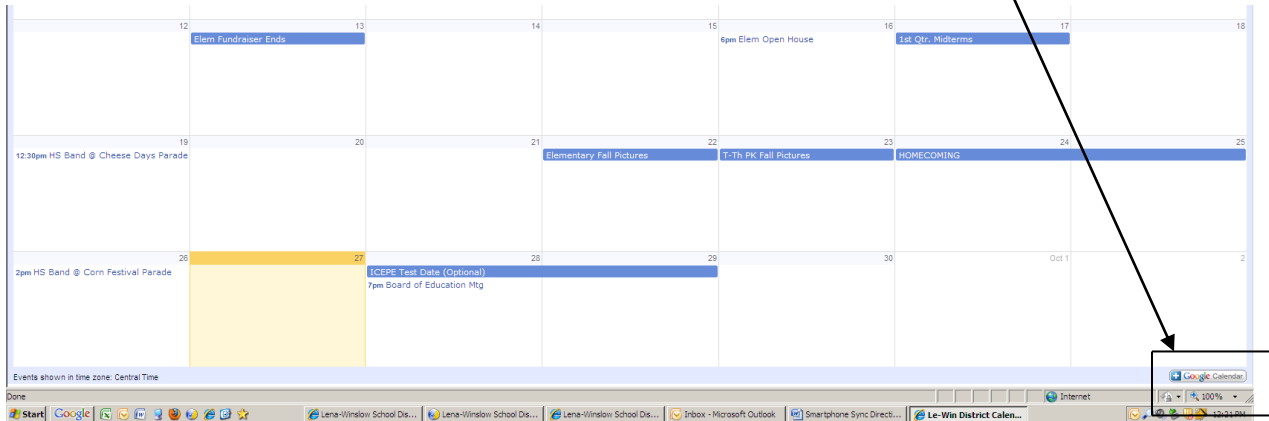 12 13 14 15 16 17 18
Elem Fundraiser Ends 6pm Elem Open House 1st Qtr. Midterms
19 20 21 22 23 24 25
12:30pm HS Band @ Cheese Days Parade Elementary Fall Pictures T-Th PK Fall Pictures HOMECOMING
26 27 28 29 30 Oct 1 2
2pm HS Band @ Corn Festival Parade ICEPE Test Date (Optional)
7pm Board of Education Mtg
Events shown in time zone: Central Time Google Calendar
Done Internet 100%
Start Google Lena-Winslow School Dis... Lena-Winslow School Dis... Lena-Winslow School Dis... Inbox - Microsoft Outlook Smartphone Sync Directi... Le-Win District Calen... 12:21 PM